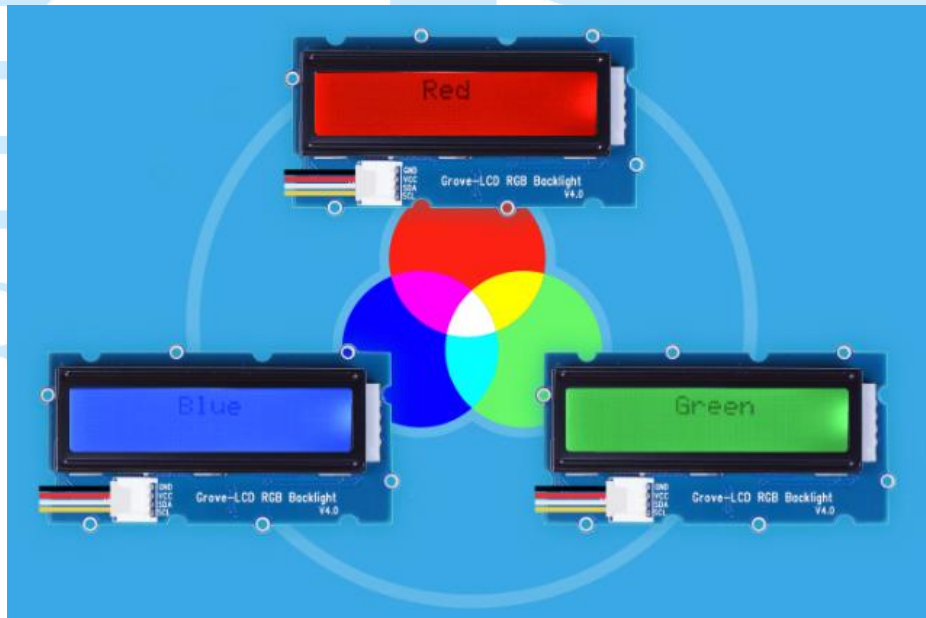 Red
GND
VCC
SDA
SCL
Grove-LCD RGB Backlight
V4.0
Blue
GND
VCC
SDA
SCL
Grove-LCD RGB Backlight
V4.0
Green
GND
VCC
SDA
SCL
Grove-LCD RGB Backlight
V4.0